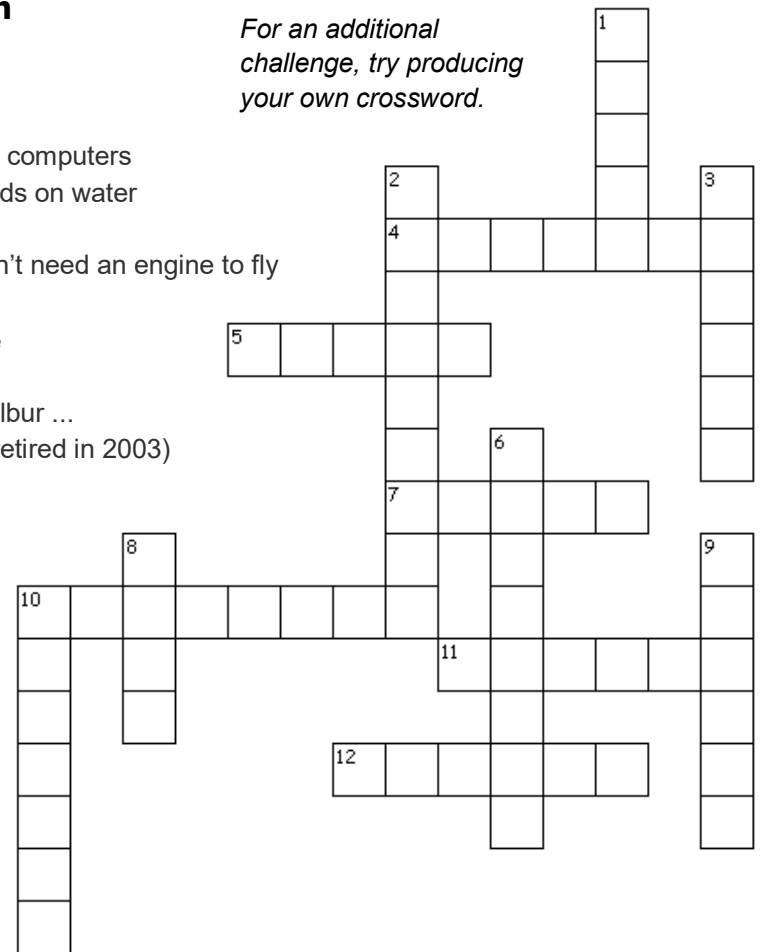 n
For an additional
challenge, try producing
your own crossword.
1
computers
ds on water
2
3
4
n't need an engine to fly
5
lbur ...
etired in 2003)
6
7
8
9
10
11
12